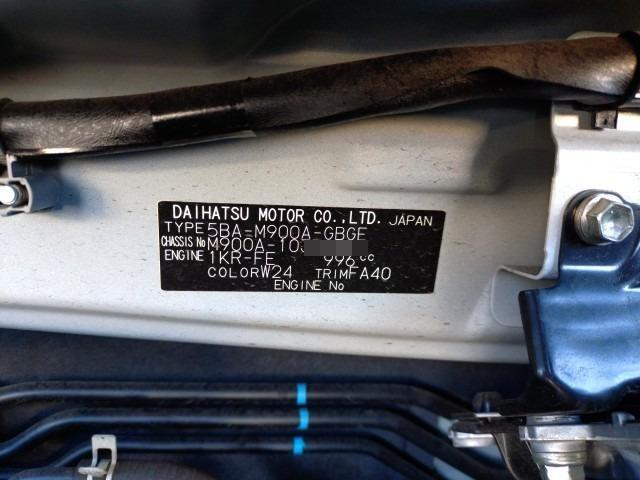 DAIHATSU MOTOR CO.,LTD. JAPAN
TYPE 5BA-M900A-GBGE
CHASSIS No M900A-103
ENGINE 1KR-FE 996cc
COLOR W24 TRIM FA40
ENGINE No